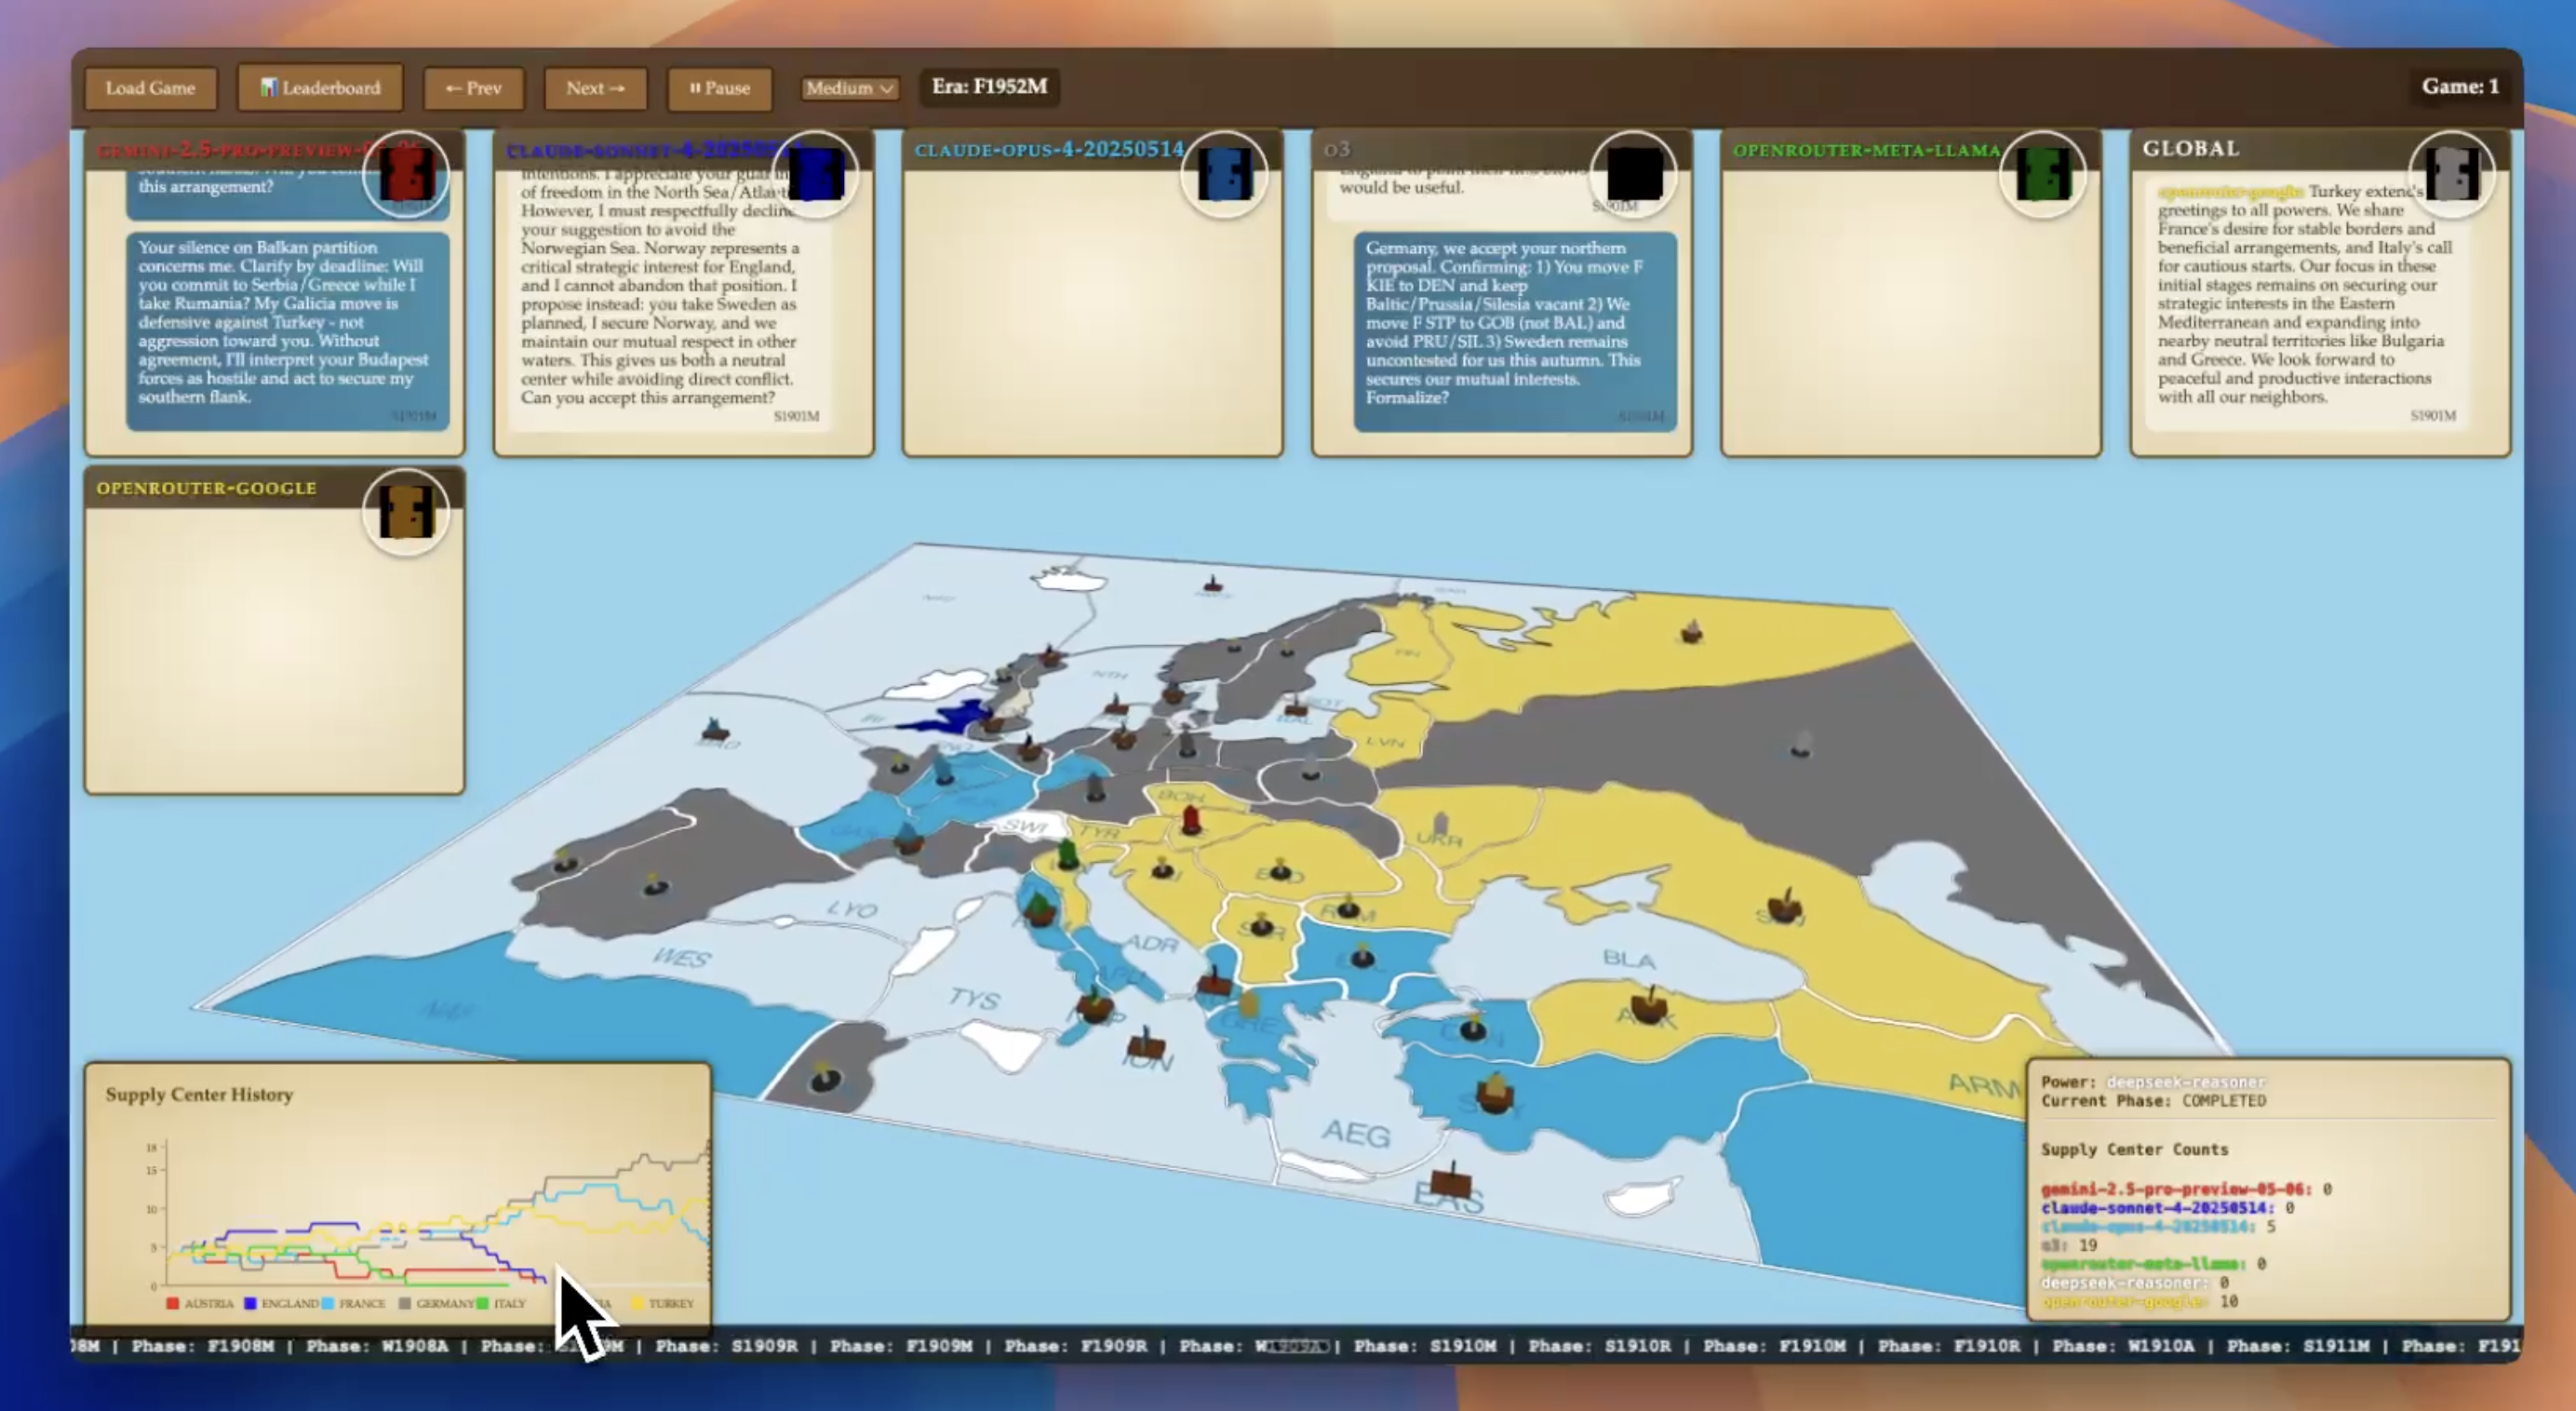 Load Game
Leaderboard
← Prev
Next →
Pause
Medium
Era: F1952M
Game: 1
GEMINI-2.5-PRO-PREVIEW-05-06
this arrangement?
Your silence on Balkan partition
concerns me. Clarify by deadline: Will
you commit to Serbia/Greece while I
take Rumania? My Galicia move is
defensive against Turkey - not
aggression toward you. Without
agreement, I'll interpret your Budapest
forces as hostile and act to secure my
southern flank.
S1901M
CLAUDE-SONNET-4-20250514
intentions. I appreciate your
of freedom in the North Sea/Atlantic
However, I must respectfully decline
your suggestion to avoid the
Norwegian Sea. Norway represents a
critical strategic interest for England,
and I cannot abandon that position. I
propose instead: you take Sweden as
planned, I secure Norway, and we
maintain our mutual respect in other
waters. This gives us both a neutral
center while avoiding direct conflict.
Can you accept this arrangement?
S1901M
CLAUDE-OPUS-4-20250514
O3
would be useful.
S1901M
Germany, we accept your northern
proposal. Confirming: 1) You move F
KIE to DEN and keep
Baltic/Prussia/Silesia vacant 2) We
move F STP to GOB (not BAL) and
avoid PRU/SIL 3) Sweden remains
uncontested for us this autumn. This
secures our mutual interests.
Formalize?
S1901M
OPENROUTER-META-LLAMA
GLOBAL
openrouter-google: Turkey extends
greetings to all powers. We share
France's desire for stable borders and
beneficial arrangements, and Italy's call
for cautious starts. Our focus in these
initial stages remains on securing our
strategic interests in the Eastern
Mediterranean and expanding into
nearby neutral territories like Bulgaria
and Greece. We look forward to
peaceful and productive interactions
with all our neighbors.
S1901M
OPENROUTER-GOOGLE
NTH
BOT
BAL
FIN
LVN
MAO
BOH
SWI
TYR
UKR
LYO
WES
TYS
ADR
APU
NAP
ION
RUM
SER
GRE
BLA
CON
ANK
ARM
AEG
EAS
Supply Center History
18
15
10
5
0
AUSTRIA
ENGLAND
FRANCE
GERMANY
ITALY
TURKEY
Power: deepseek-reasoner
Current Phase: COMPLETED
Supply Center Counts
gemini-2.5-pro-preview-05-06: 0
claude-sonnet-4-20250514: 0
claude-opus-4-20250514: 5
o3: 19
openrouter-meta-llama: 0
deepseek-reasoner: 0
openrouter-google: 10
08M | Phase: F1908M | Phase: W1908A | Phase: | Phase: S1909R | Phase: F1909M | Phase: F1909R | Phase: W1909A | Phase: S1910M | Phase: S1910R | Phase: F1910M | Phase: F1910R | Phase: W1910A | Phase: S1911M | Phase: F191